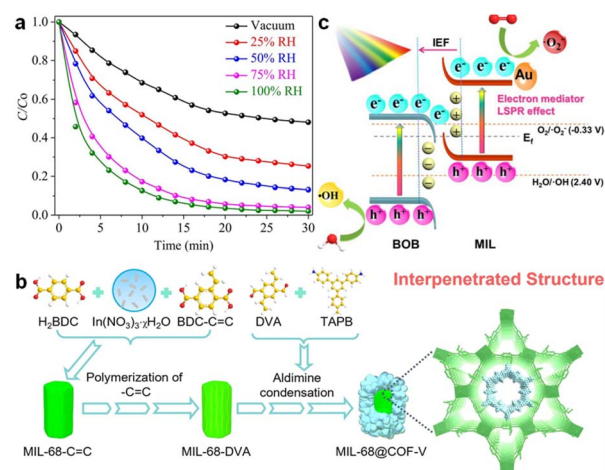 a
C/Co
1.0
0.8
0.6
0.4
0.2
0.0
0
5
10
15
20
25
30
Time (min)
Vacuum
25% RH
50% RH
75% RH
100% RH
c
IEF
e⁻ e⁻ e⁻
·O₂⁻
Au
e⁻ e⁻ e⁻
e⁻
Electron mediator
LSPR effect
O₂/·O₂⁻ (-0.33 V)
E_f
·OH
H₂O/·OH (2.40 V)
h⁺ h⁺ h⁺
h⁺ h⁺ h⁺
BOB
MIL
b
H₂BDC
In(NO₃)₃·χH₂O
BDC-C=C
DVA
TAPB
Interpenetrated Structure
Polymerization of
-C=C
Aldimine
condensation
MIL-68-C=C
MIL-68-DVA
MIL-68@COF-V